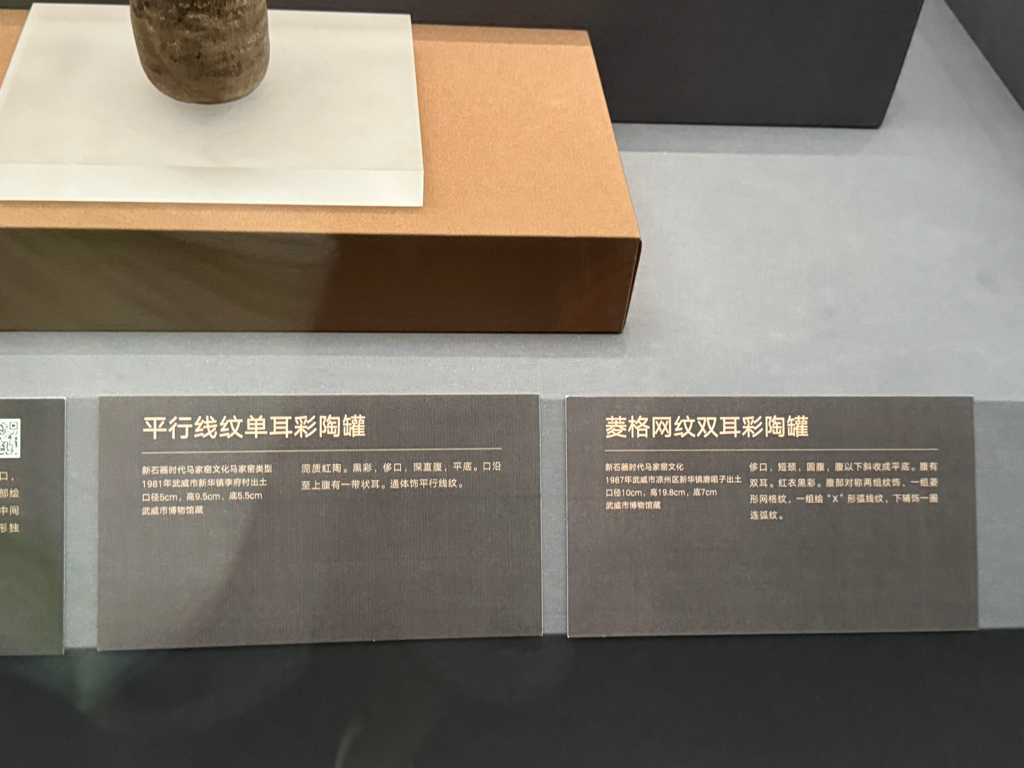 口，
部绘
中间
形独
平行线纹单耳彩陶罐
新石器时代马家窑文化马家窑类型
1981年武威市新华镇李府村出土
口径5cm，高9.5cm，底5.5cm
武威市博物馆藏
泥质红陶。黑彩，侈口，深直腹，平底。口沿
至上腹有一带状耳。通体饰平行线纹。
菱格网纹双耳彩陶罐
新石器时代马家窑文化
1987年武威市凉州区新华镇磨咀子出土
口径10cm，高19.8cm，底7cm
武威市博物馆藏
侈口，短颈，圆腹，腹以下斜收成平底。腹有
双耳。红衣黑彩。腹部对称两组纹饰，一组菱
形网格纹，一组绘“X”形弧线纹，下辅饰一圈
连弧纹。